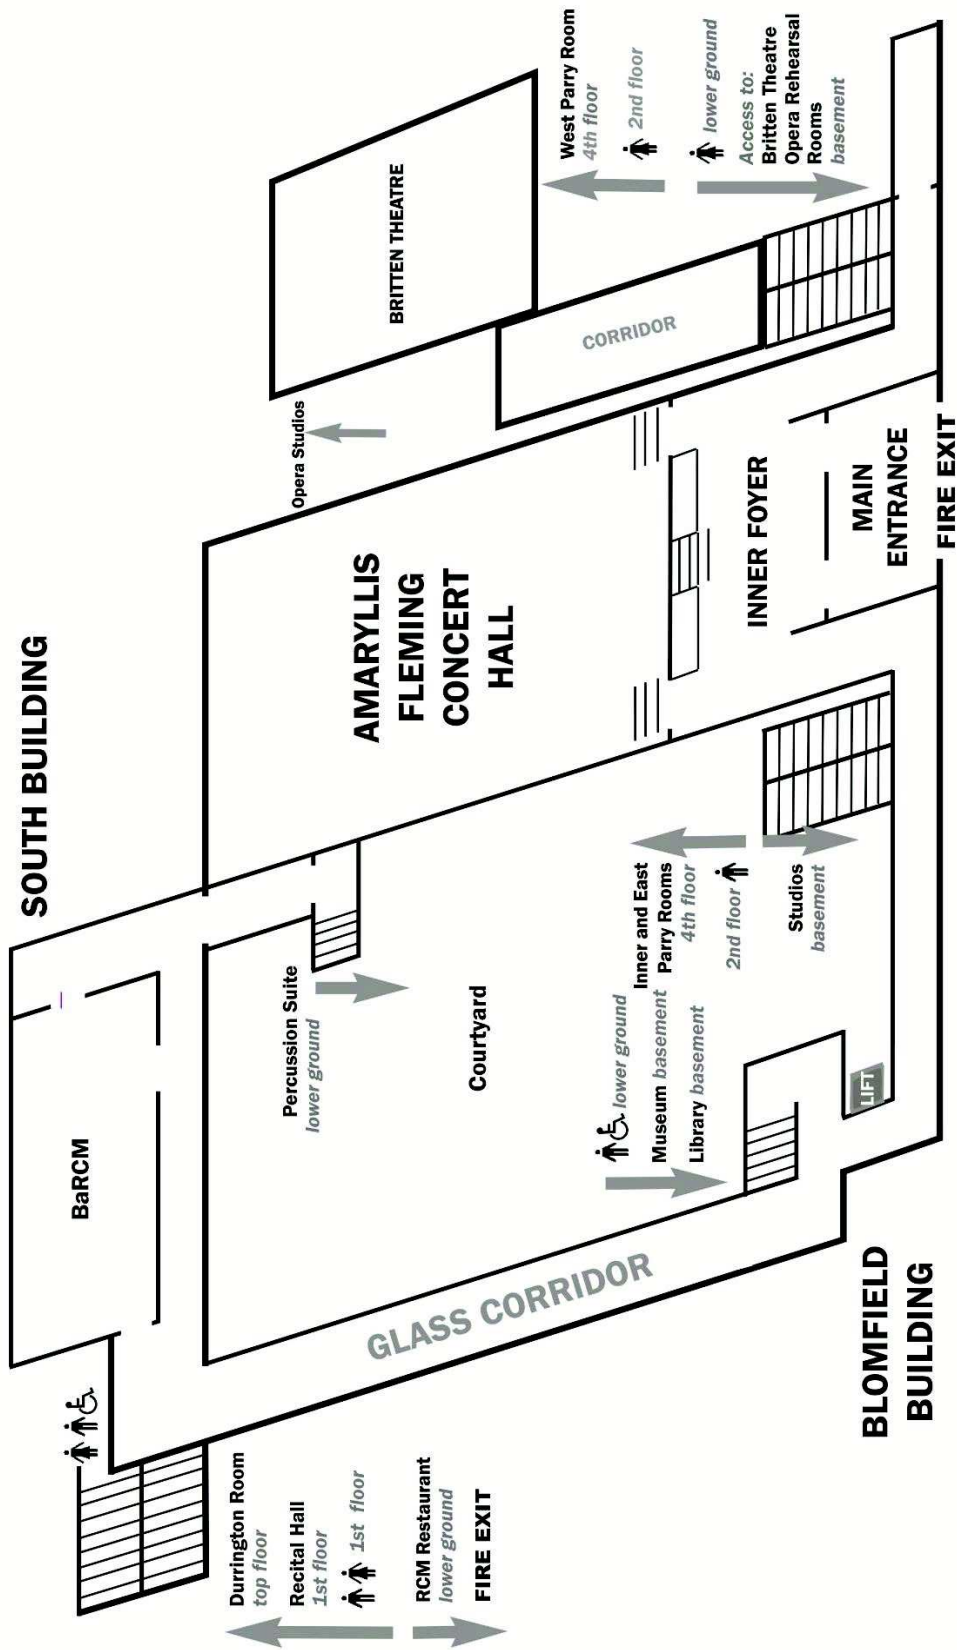 SOUTH BUILDING
BaRCM
Durrington Room
top floor
Recital Hall
1st floor
1st floor
RCM Restaurant
lower ground
FIRE EXIT
GLASS CORRIDOR
Percussion Suite
lower ground
Courtyard
lower ground
Museum basement
Library basement
Inner and East
Parry Rooms
4th floor
2nd floor
Studios
basement
LIFT
BLOMFIELD
BUILDING
AMARYLLIS
FLEMING
CONCERT
HALL
Opera Studios
BRITTEN THEATRE
CORRIDOR
INNER FOYER
MAIN
ENTRANCE
FIRE EXIT
West Parry Room
4th floor
2nd floor
lower ground
Access to:
Britten Theatre
Opera Rehearsal
Rooms
basement